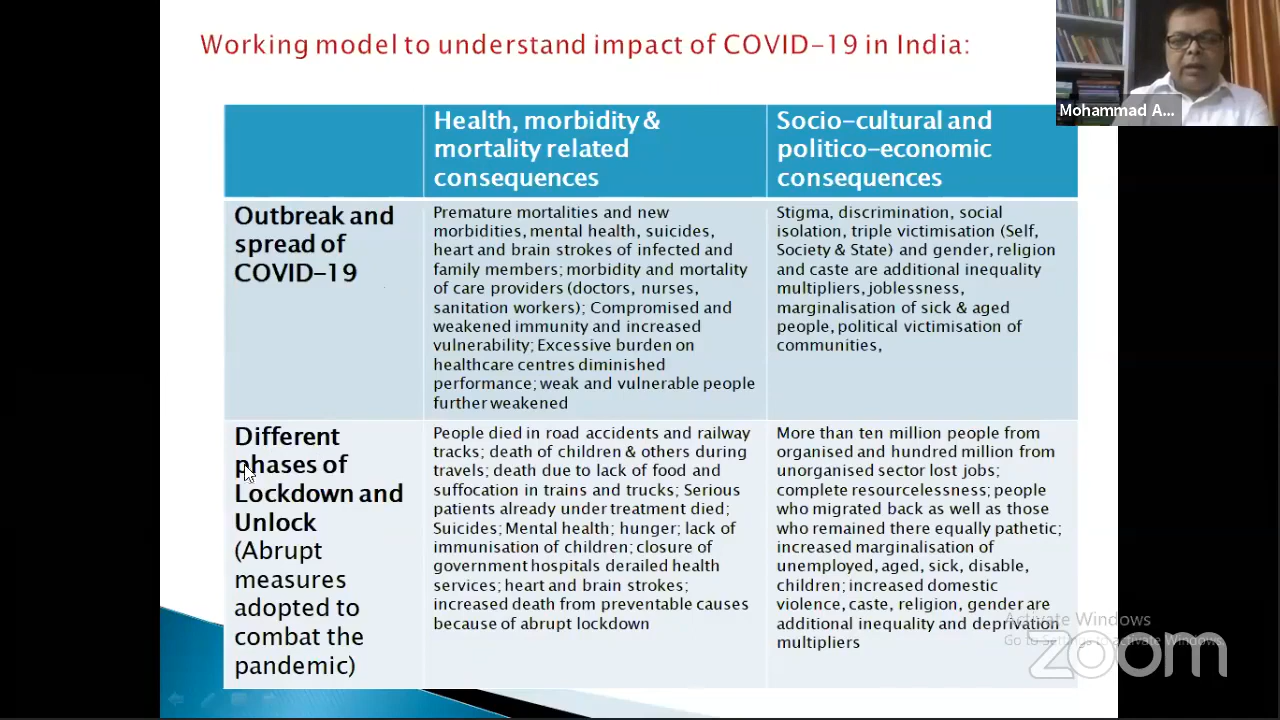 Working model to understand impact of COVID-19 in India:
Mohammad A...
Health, morbidity &
mortality related
consequences
Socio-cultural and
politico-economic
consequences
Outbreak and
spread of
COVID-19
Premature mortalities and new
morbidities, mental health, suicides,
heart and brain strokes of infected and
family members; morbidity and mortality
of care providers (doctors, nurses,
sanitation workers); Compromised and
weakened immunity and increased
vulnerability; Excessive burden on
healthcare centres diminished
performance; weak and vulnerable people
further weakened
Stigma, discrimination, social
isolation, triple victimisation (Self,
Society & State) and gender, religion
and caste are additional inequality
multipliers, joblessness,
marginalisation of sick & aged
people, political victimisation of
communities,
Different
phases of
Lockdown and
Unlock
(Abrupt
measures
adopted to
combat the
pandemic)
People died in road accidents and railway
tracks; death of children & others during
travels; death due to lack of food and
suffocation in trains and trucks; Serious
patients already under treatment died;
Suicides; Mental health; hunger; lack of
immunisation of children; closure of
government hospitals derailed health
services; heart and brain strokes;
increased death from preventable causes
because of abrupt lockdown
More than ten million people from
organised and hundred million from
unorganised sector lost jobs;
complete resourcelessness; people
who migrated back as well as those
who remained there equally pathetic;
increased marginalisation of
unemployed, aged, sick, disable,
children; increased domestic
violence, caste, religion, gender are
additional inequality and deprivation
multipliers
Activate Windows
Go to Settings to activate Windows.
zoom